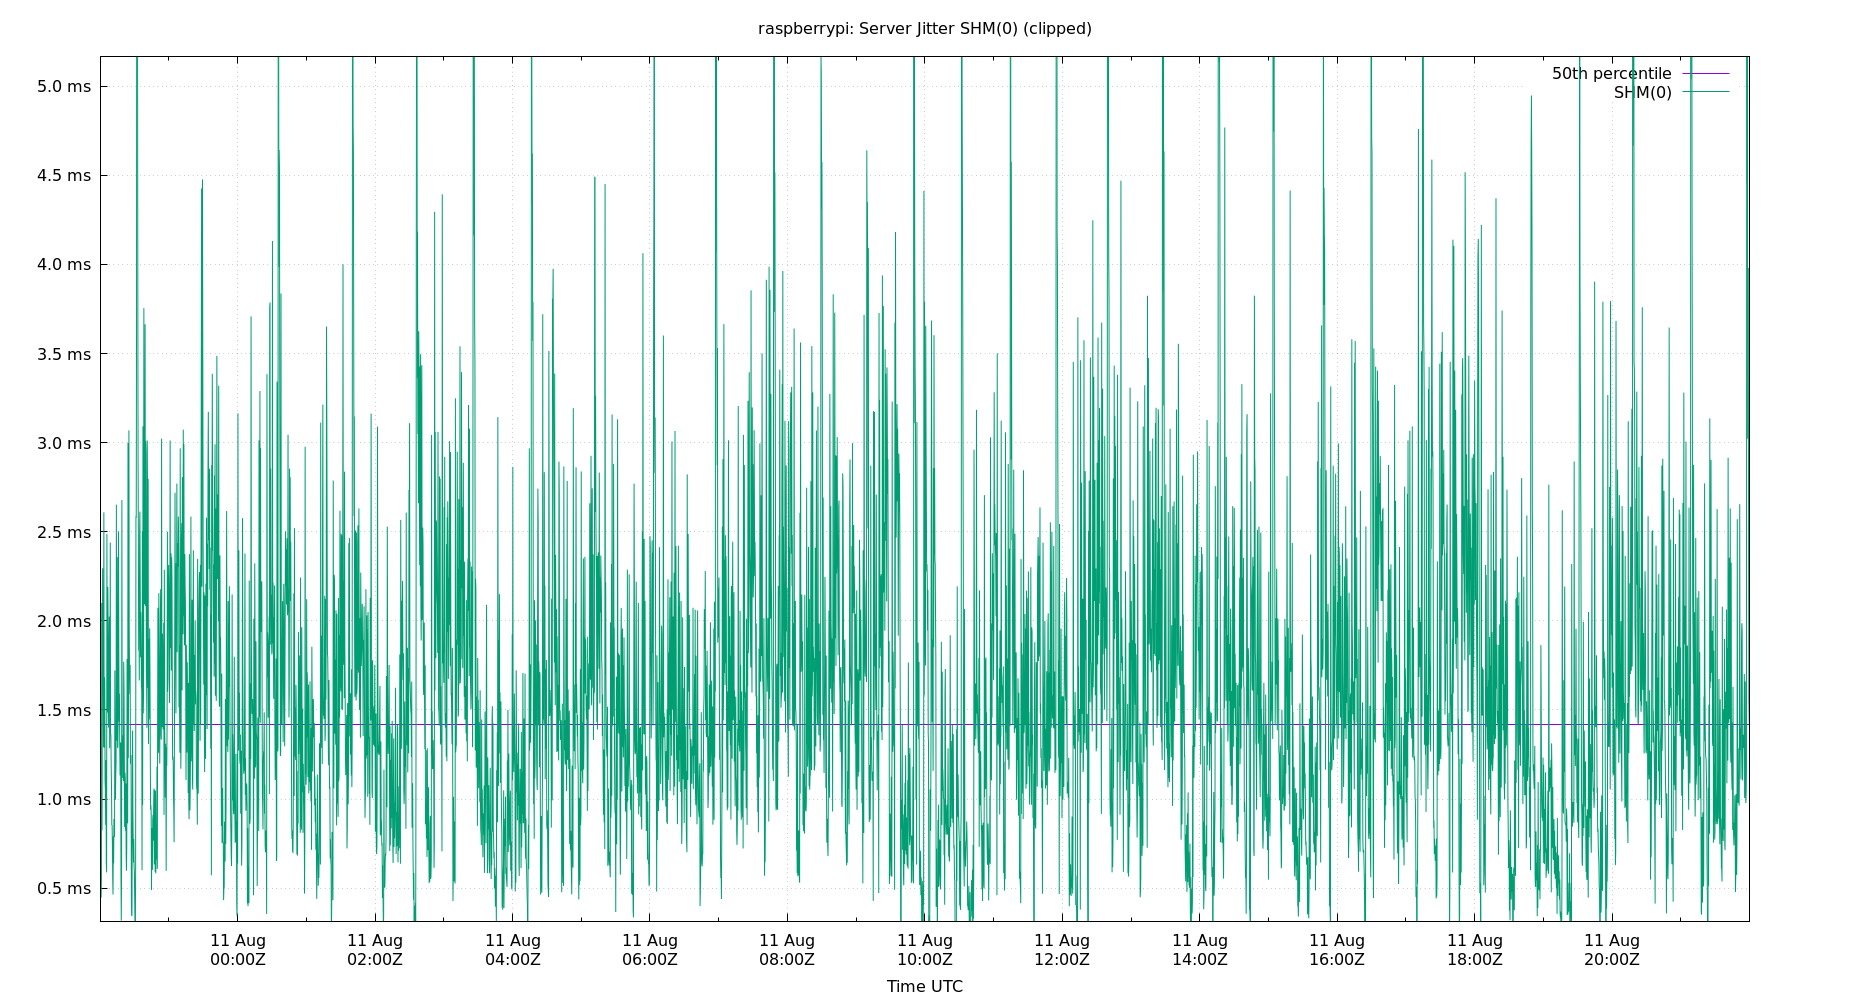 raspberrypi: Server Jitter SHM(0) (clipped)
50th percentile
SHM(0)
5.0 ms
4.5 ms
4.0 ms
3.5 ms
3.0 ms
2.5 ms
2.0 ms
1.5 ms
1.0 ms
0.5 ms
11 Aug 11 Aug 11 Aug 11 Aug 11 Aug 11 Aug 11 Aug 11 Aug 11 Aug 11 Aug 11 Aug
00:00Z 02:00Z 04:00Z 06:00Z 08:00Z 10:00Z 12:00Z 14:00Z 16:00Z 18:00Z 20:00Z
Time UTC